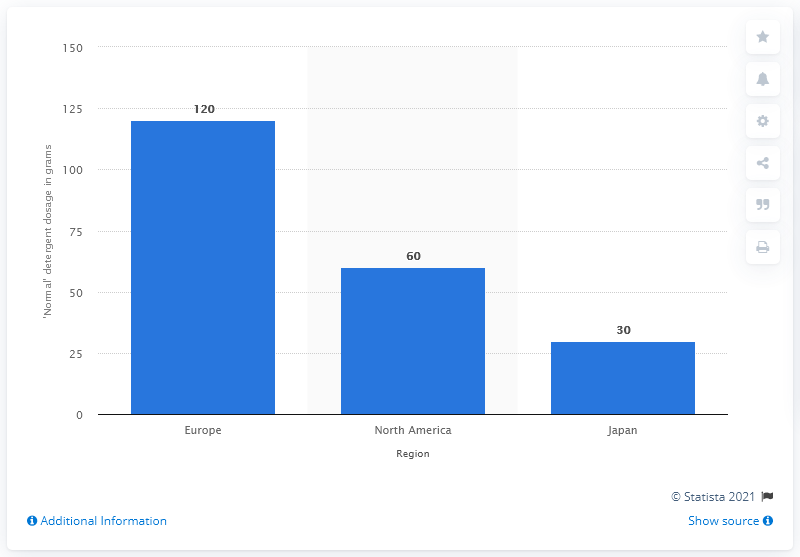 150
125
120
100
75
60
50
30
25
0
'Normal' detergent dosage in grams
Europe
North America
Japan
Region
© Statista 2021
Additional Information
Show source